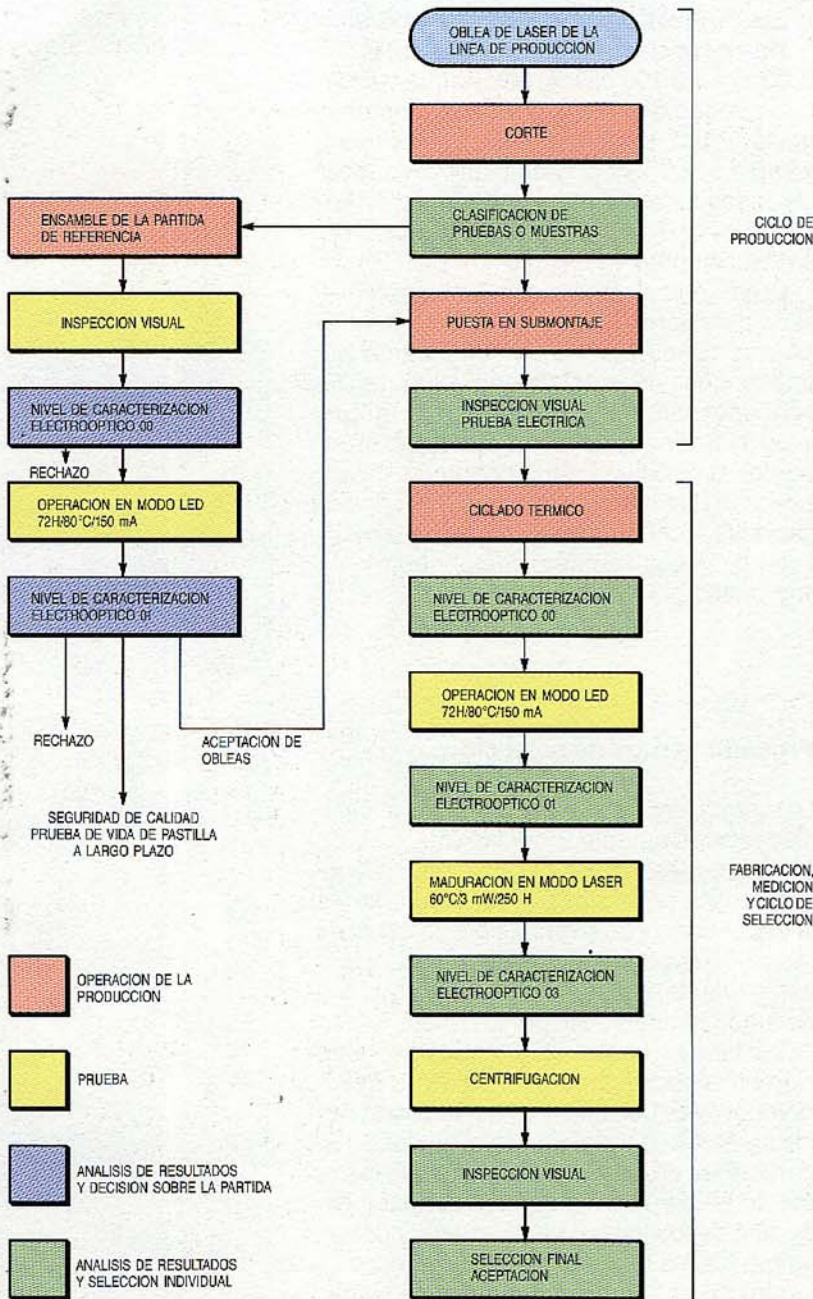 OBLEA DE LASER DE LA
LINEA DE PRODUCCION
CORTE
CLASIFICACION DE
PRUEBAS O MUESTRAS
PUESTA EN SUBMONTAJE
INSPECCION VISUAL
PRUEBA ELECTRICA
CICLO DE
PRODUCCION
ENSAMBLE DE LA PARTIDA
DE REFERENCIA
INSPECCION VISUAL
NIVEL DE CARACTERIZACION
ELECTROOPTICO 00
RECHAZO
OPERACION EN MODO LED
72H/80°C/150 mA
NIVEL DE CARACTERIZACION
ELECTROOPTICO 01
RECHAZO
ACEPTACION DE
OBLEAS
SEGURIDAD DE CALIDAD
PRUEBA DE VIDA DE PASTILLA
A LARGO PLAZO
CICLADO TERMICO
NIVEL DE CARACTERIZACION
ELECTROOPTICO 00
OPERACION EN MODO LED
72H/80°C/150 mA
NIVEL DE CARACTERIZACION
ELECTROOPTICO 01
MADURACION EN MODO LASER
60°C/3 mW/250 H
NIVEL DE CARACTERIZACION
ELECTROOPTICO 03
CENTRIFUGACION
INSPECCION VISUAL
SELECCION FINAL
ACEPTACION
FABRICACION,
MEDICION
Y CICLO DE
SELECCION
OPERACION DE LA
PRODUCCION
PRUEBA
ANALISIS DE RESULTADOS
Y DECISION SOBRE LA PARTIDA
ANALISIS DE RESULTADOS
Y SELECCION INDIVIDUAL